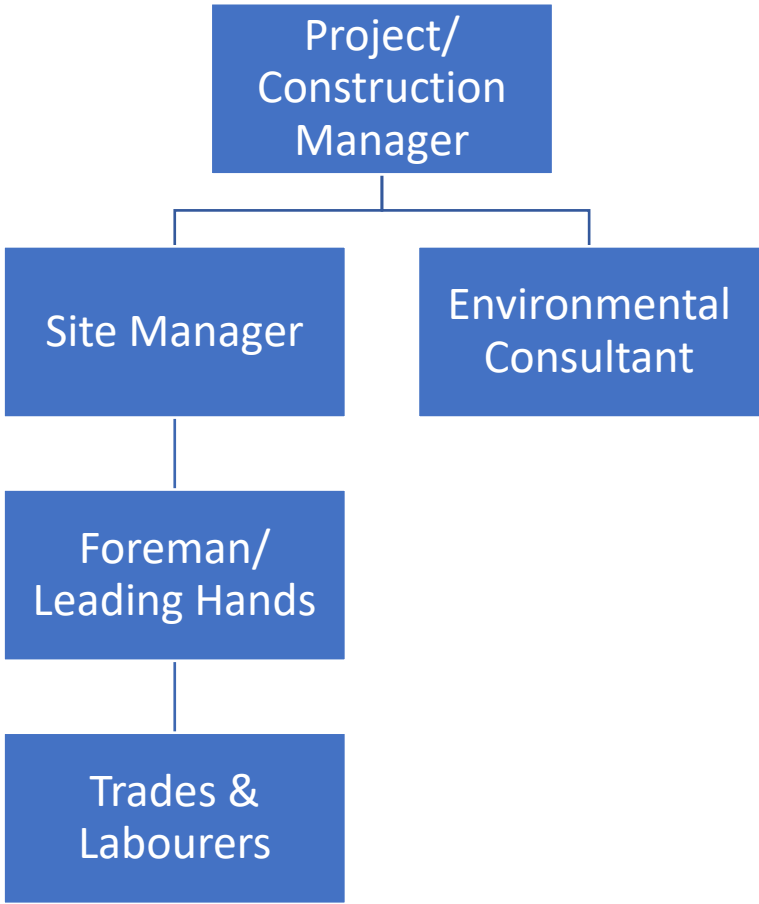 Project/
Construction
Manager
Site Manager
Environmental
Consultant
Foreman/
Leading Hands
Trades &
Labourers